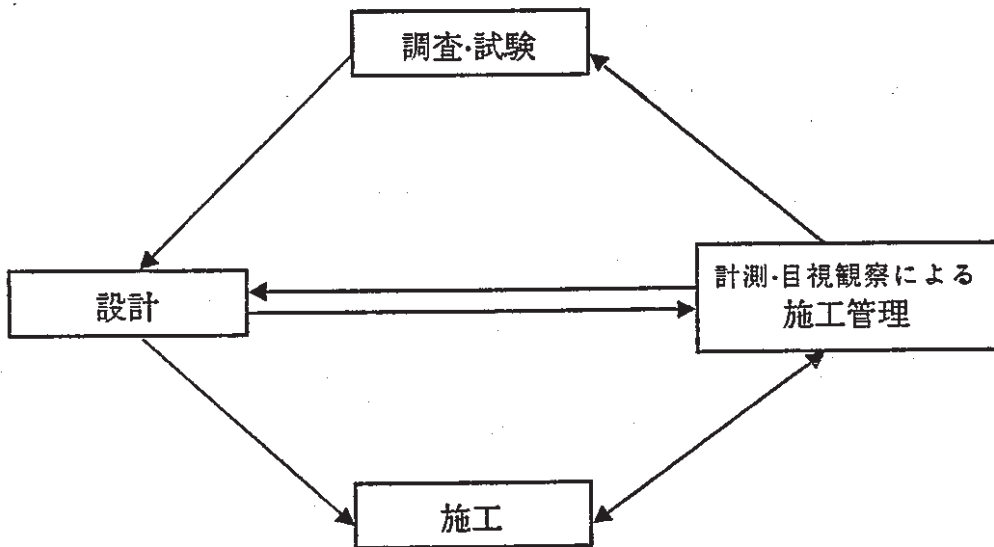 調査・試験
設計
計測・目視観察による
施工管理
施工